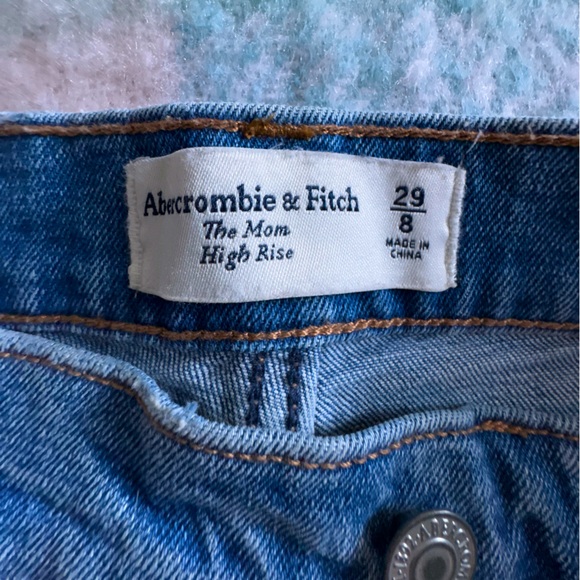 Abercrombie & Fitch
The Mom
High Rise
29
8
MADE IN
CHINA